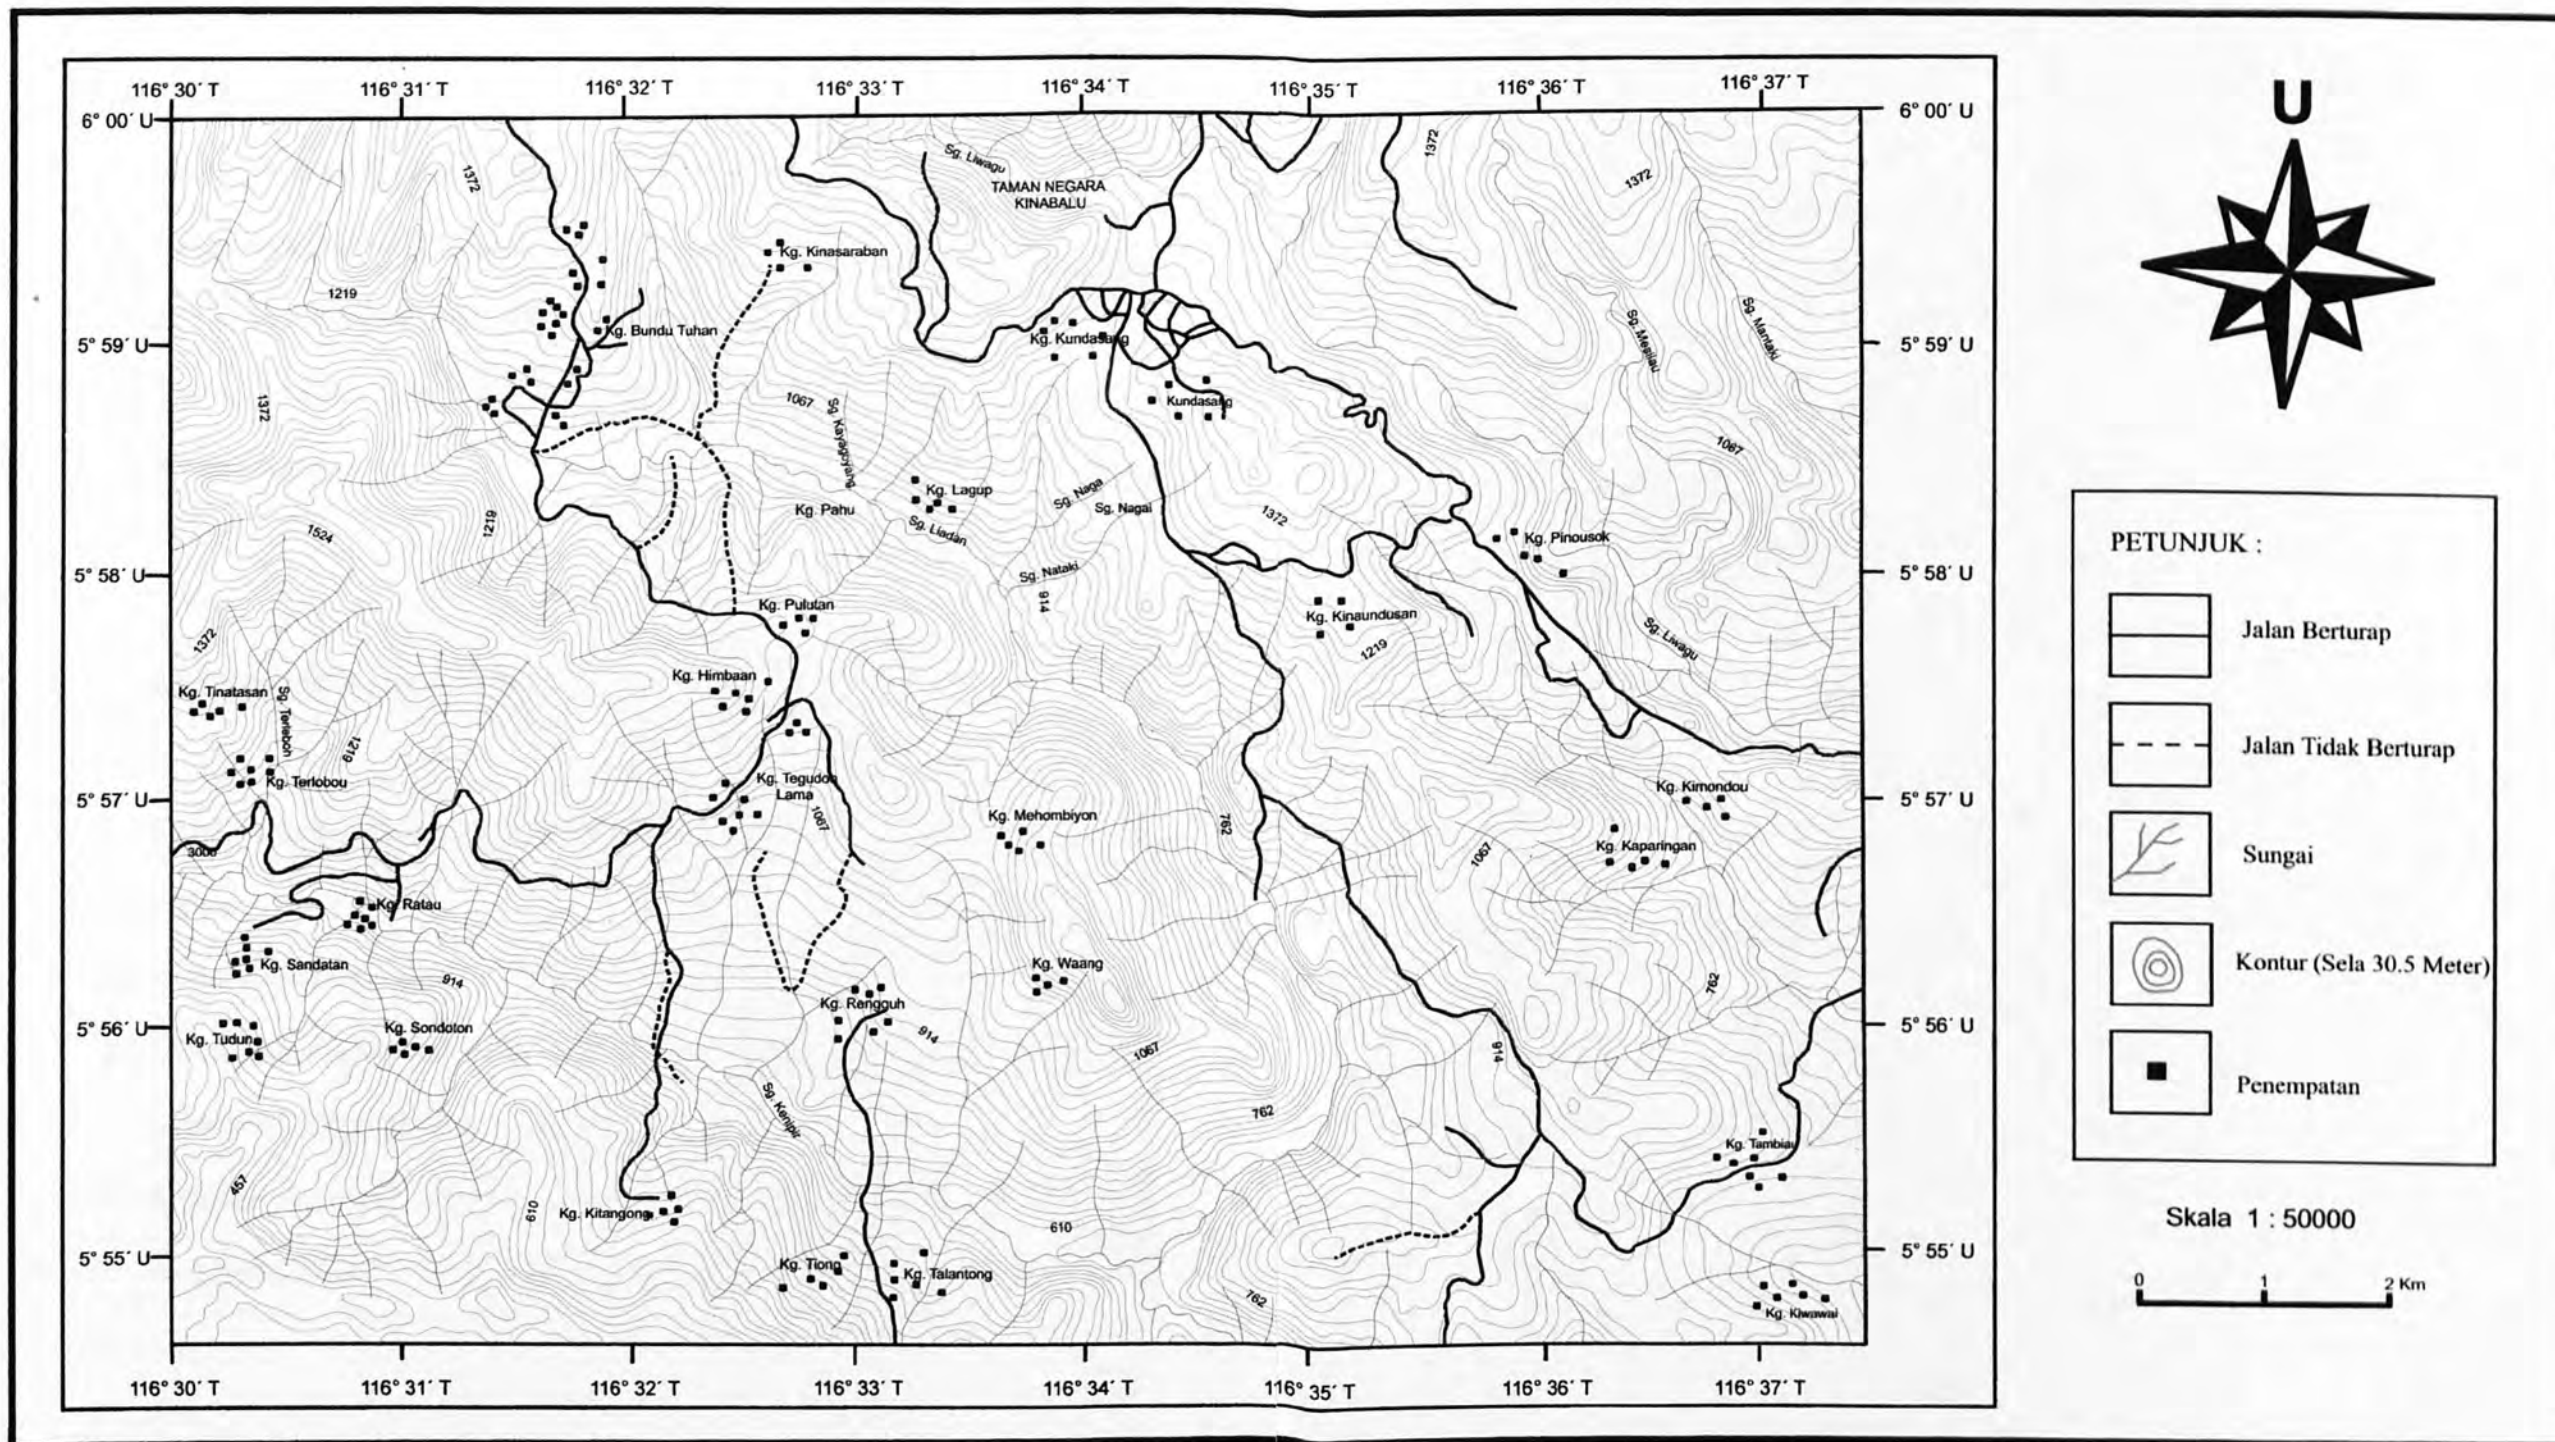 116° 30´ T
116° 31´ T
116° 32´ T
116° 33´ T
116° 34´ T
116° 35´ T
116° 36´ T
116° 37´ T
6° 00´ U
6° 00´ U
5° 59´ U
5° 59´ U
5° 58´ U
5° 58´ U
5° 57´ U
5° 57´ U
5° 56´ U
5° 56´ U
5° 55´ U
5° 55´ U
1372
Sg. Liwagu
TAMAN NEGARA
KINABALU
1372
1372
Kg. Kinasaraban
1219
Kg. Bundu Tuhan
Kg. Kundasang
Sg. Mesilau
Sg. Mantaki
1372
1067
Sg. Kayaguyang
Kundasang
1067
Kg. Lagup
Sg. Naga
Sg. Nagai
Kg. Pahu
1524
1219
Sg. Liadan
1372
Kg. Pinousok
Sg. Nataki
914
Kg. Pulutan
Kg. Kinaundusan
1219
Sg. Liwagu
1372
Kg. Himbaan
Kg. Tinatasan
Sg. Terleboh
1219
Kg. Terlobou
Kg. Tegudon
Lama
1067
Kg. Mehombiyon
762
Kg. Kimondou
Kg. Kaparingan
1067
3000
Kg. Ratau
Kg. Sandatan
914
Kg. Waang
762
Kg. Rengguh
914
Kg. Tudun
Kg. Sondoton
1067
914
Sg. Kenipir
762
Kg. Tambiau
457
610
Kg. Kitangong
610
Kg. Tiong
Kg. Talantong
762
Kg. Kiwawai
116° 30´ T
116° 31´ T
116° 32´ T
116° 33´ T
116° 34´ T
116° 35´ T
116° 36´ T
116° 37´ T
U
PETUNJUK :
Jalan Berturap
Jalan Tidak Berturap
Sungai
Kontur (Sela 30.5 Meter)
Penempatan
Skala 1 : 50000
0 1 2 Km